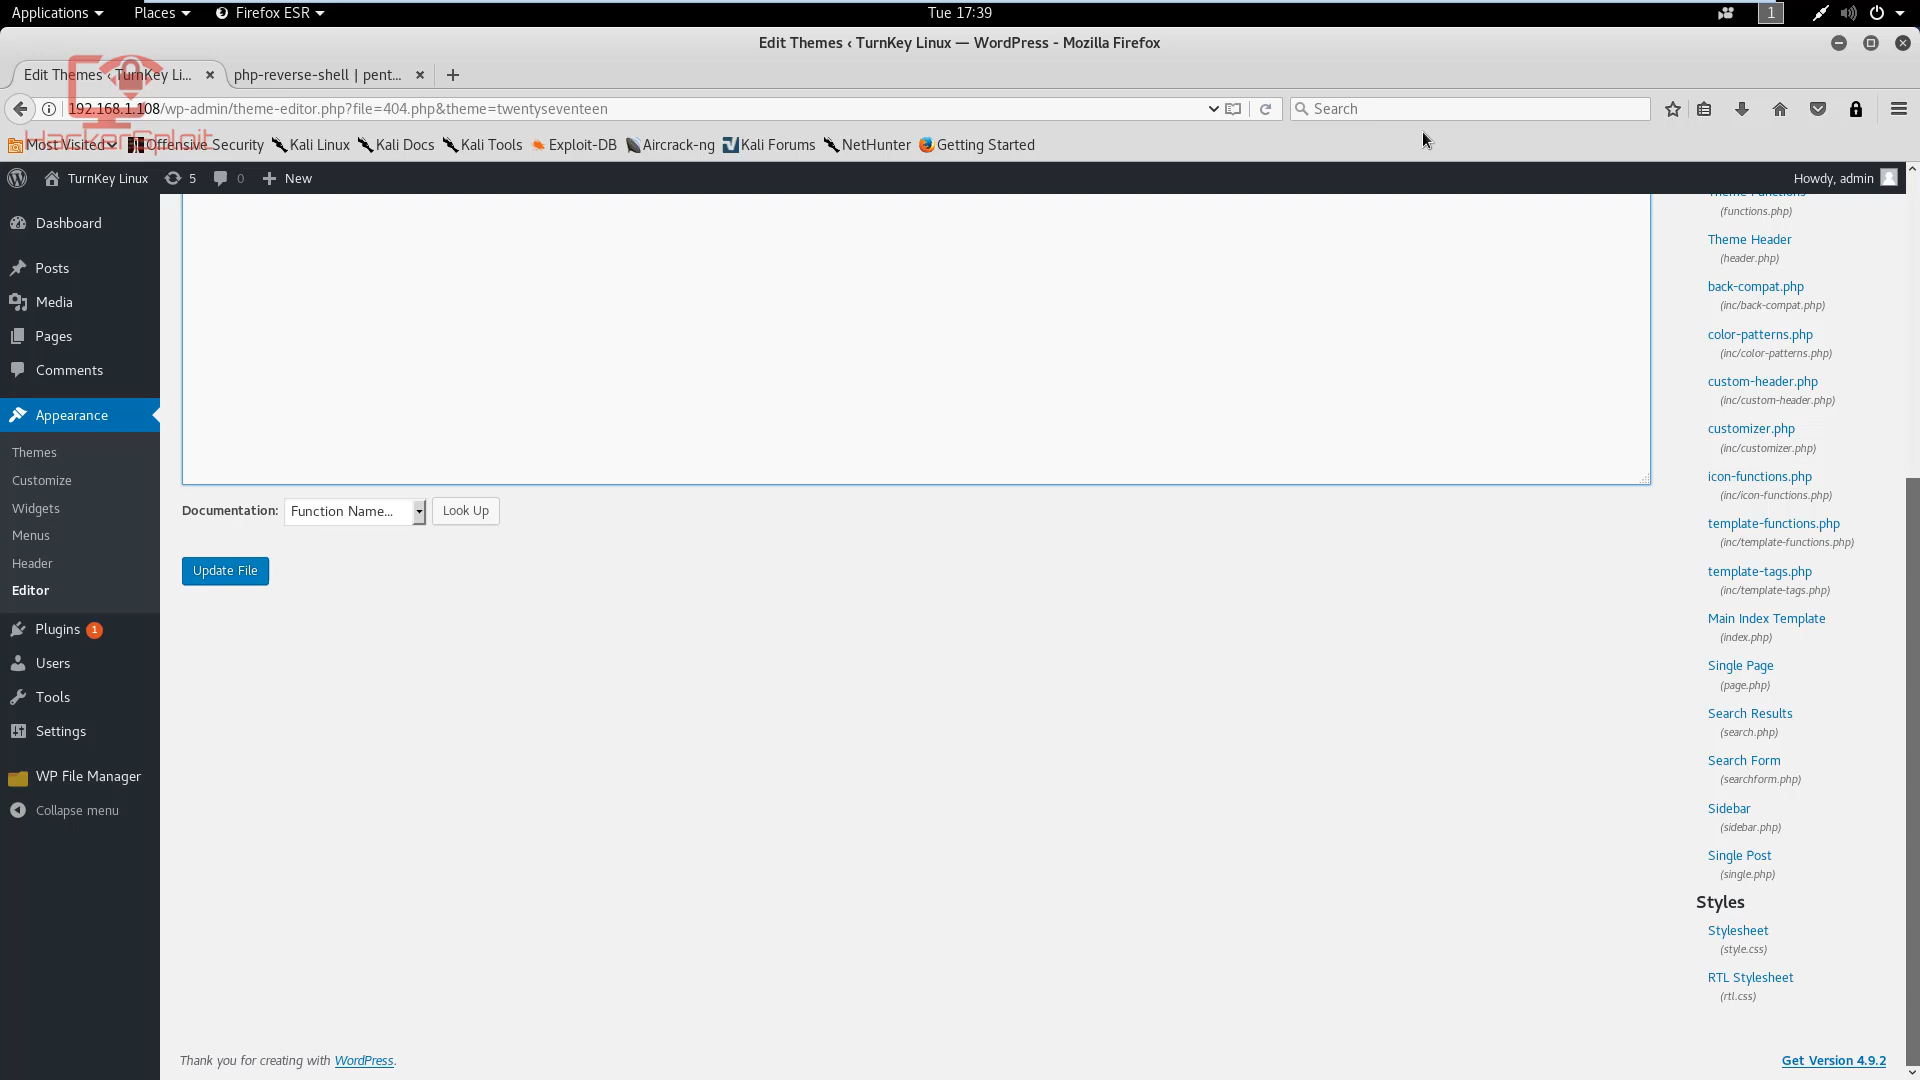 Applications Places Firefox ESR Tue 17:39 1
Edit Themes ‹ TurnKey Linux — WordPress - Mozilla Firefox
Edit Themes ‹ TurnKey Li... php-reverse-shell | pent...
192.168.1.108/wp-admin/theme-editor.php?file=404.php&theme=twentyseventeen Search
HackerSploit
Most Visited Offensive Security Kali Linux Kali Docs Kali Tools Exploit-DB Aircrack-ng Kali Forums NetHunter Getting Started
TurnKey Linux 5 0 New Howdy, admin
Dashboard
Posts
Media
Pages
Comments
Appearance
Themes
Customize
Widgets
Menus
Header
Editor
Plugins 1
Users
Tools
Settings
WP File Manager
Collapse menu
Documentation: Function Name... Look Up
Update File
Theme Functions
(functions.php)
Theme Header
(header.php)
back-compat.php
(inc/back-compat.php)
color-patterns.php
(inc/color-patterns.php)
custom-header.php
(inc/custom-header.php)
customizer.php
(inc/customizer.php)
icon-functions.php
(inc/icon-functions.php)
template-functions.php
(inc/template-functions.php)
template-tags.php
(inc/template-tags.php)
Main Index Template
(index.php)
Single Page
(page.php)
Search Results
(search.php)
Search Form
(searchform.php)
Sidebar
(sidebar.php)
Single Post
(single.php)
Styles
Stylesheet
(style.css)
RTL Stylesheet
(rtl.css)
Thank you for creating with WordPress.
Get Version 4.9.2